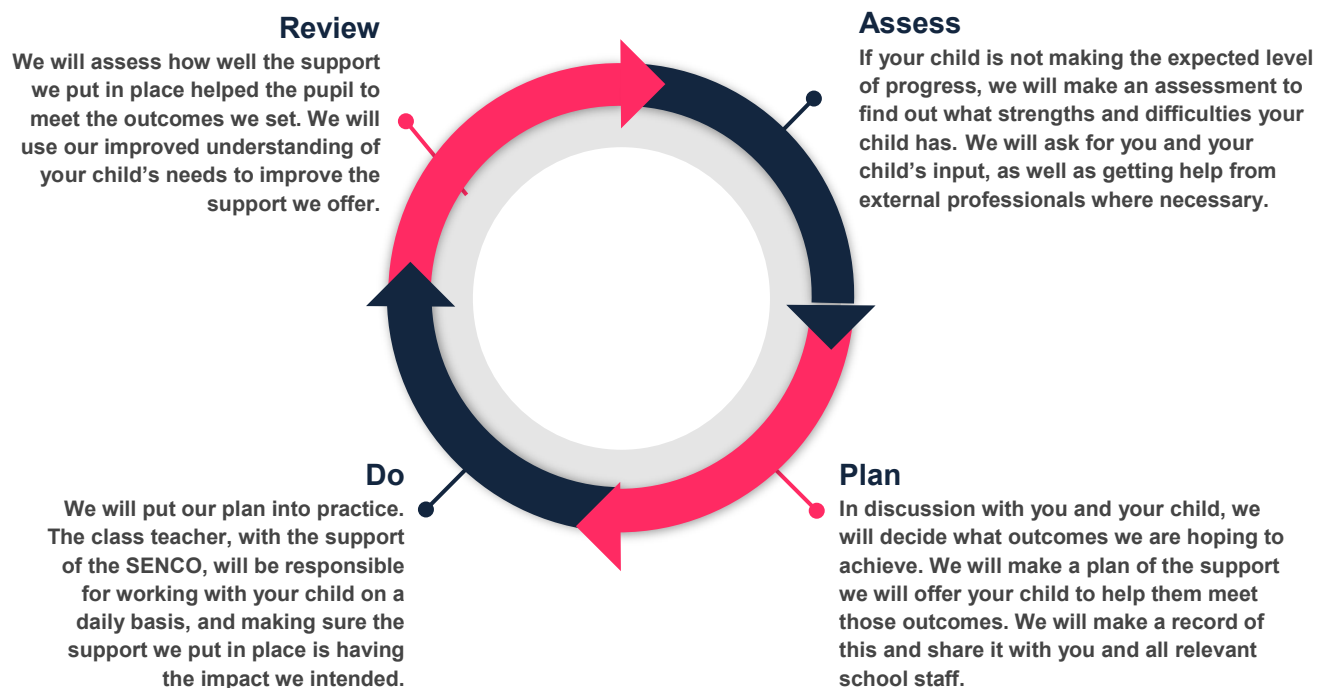 Review
We will assess how well the support
we put in place helped the pupil to
meet the outcomes we set. We will
use our improved understanding of
your child’s needs to improve the
support we offer.
Assess
If your child is not making the expected level
of progress, we will make an assessment to
find out what strengths and difficulties your
child has. We will ask for you and your
child’s input, as well as getting help from
external professionals where necessary.
Do
We will put our plan into practice.
The class teacher, with the support
of the SENCO, will be responsible
for working with your child on a
daily basis, and making sure the
support we put in place is having
the impact we intended.
Plan
In discussion with you and your child, we
will decide what outcomes we are hoping to
achieve. We will make a plan of the support
we will offer your child to help them meet
those outcomes. We will make a record of
this and share it with you and all relevant
school staff.